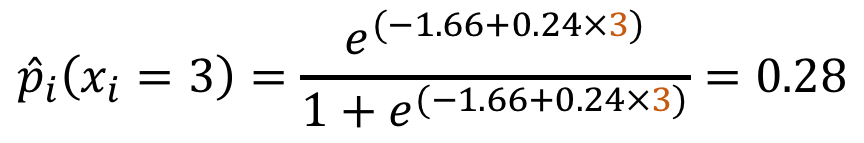 p̂ᵢ(xᵢ = 3) = e^(−1.66+0.24×3) / 1 + e^(−1.66+0.24×3) = 0.28